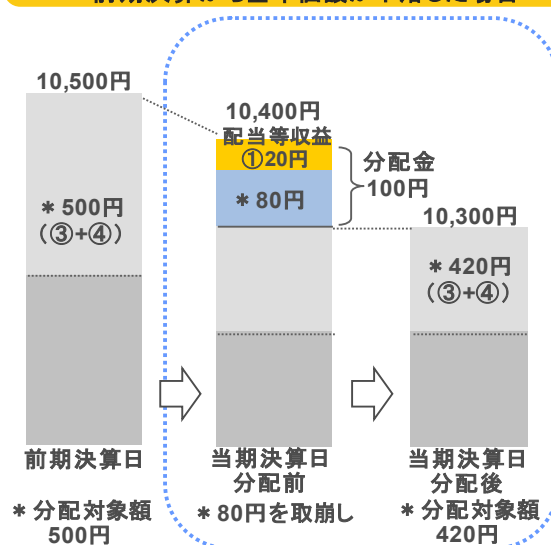 10,500円
10,400円
配当等収益
①20円
分配金
100円
＊500円
（③+④）
＊80円
10,300円
＊420円
（③+④）
前期決算日
当期決算日
分配前
当期決算日
分配後
＊分配対象額
500円
＊80円を取崩し
＊分配対象額
420円